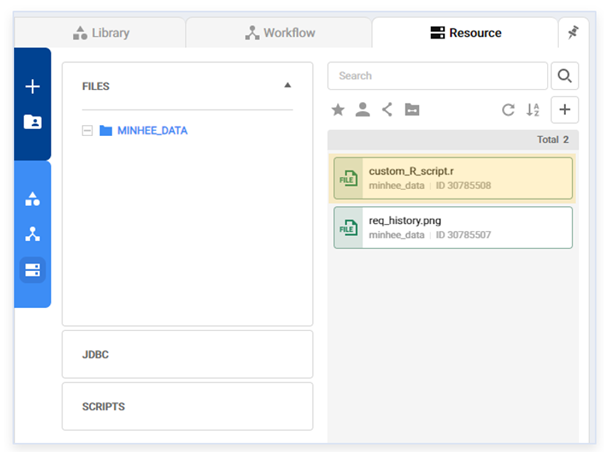 Library
Workflow
Resource
FILES
MINHEE_DATA
JDBC
SCRIPTS
Search
A
Z
Total 2
FILE
custom_R_script.r
minhee_data | ID 30785508
FILE
req_history.png
minhee_data | ID 30785507